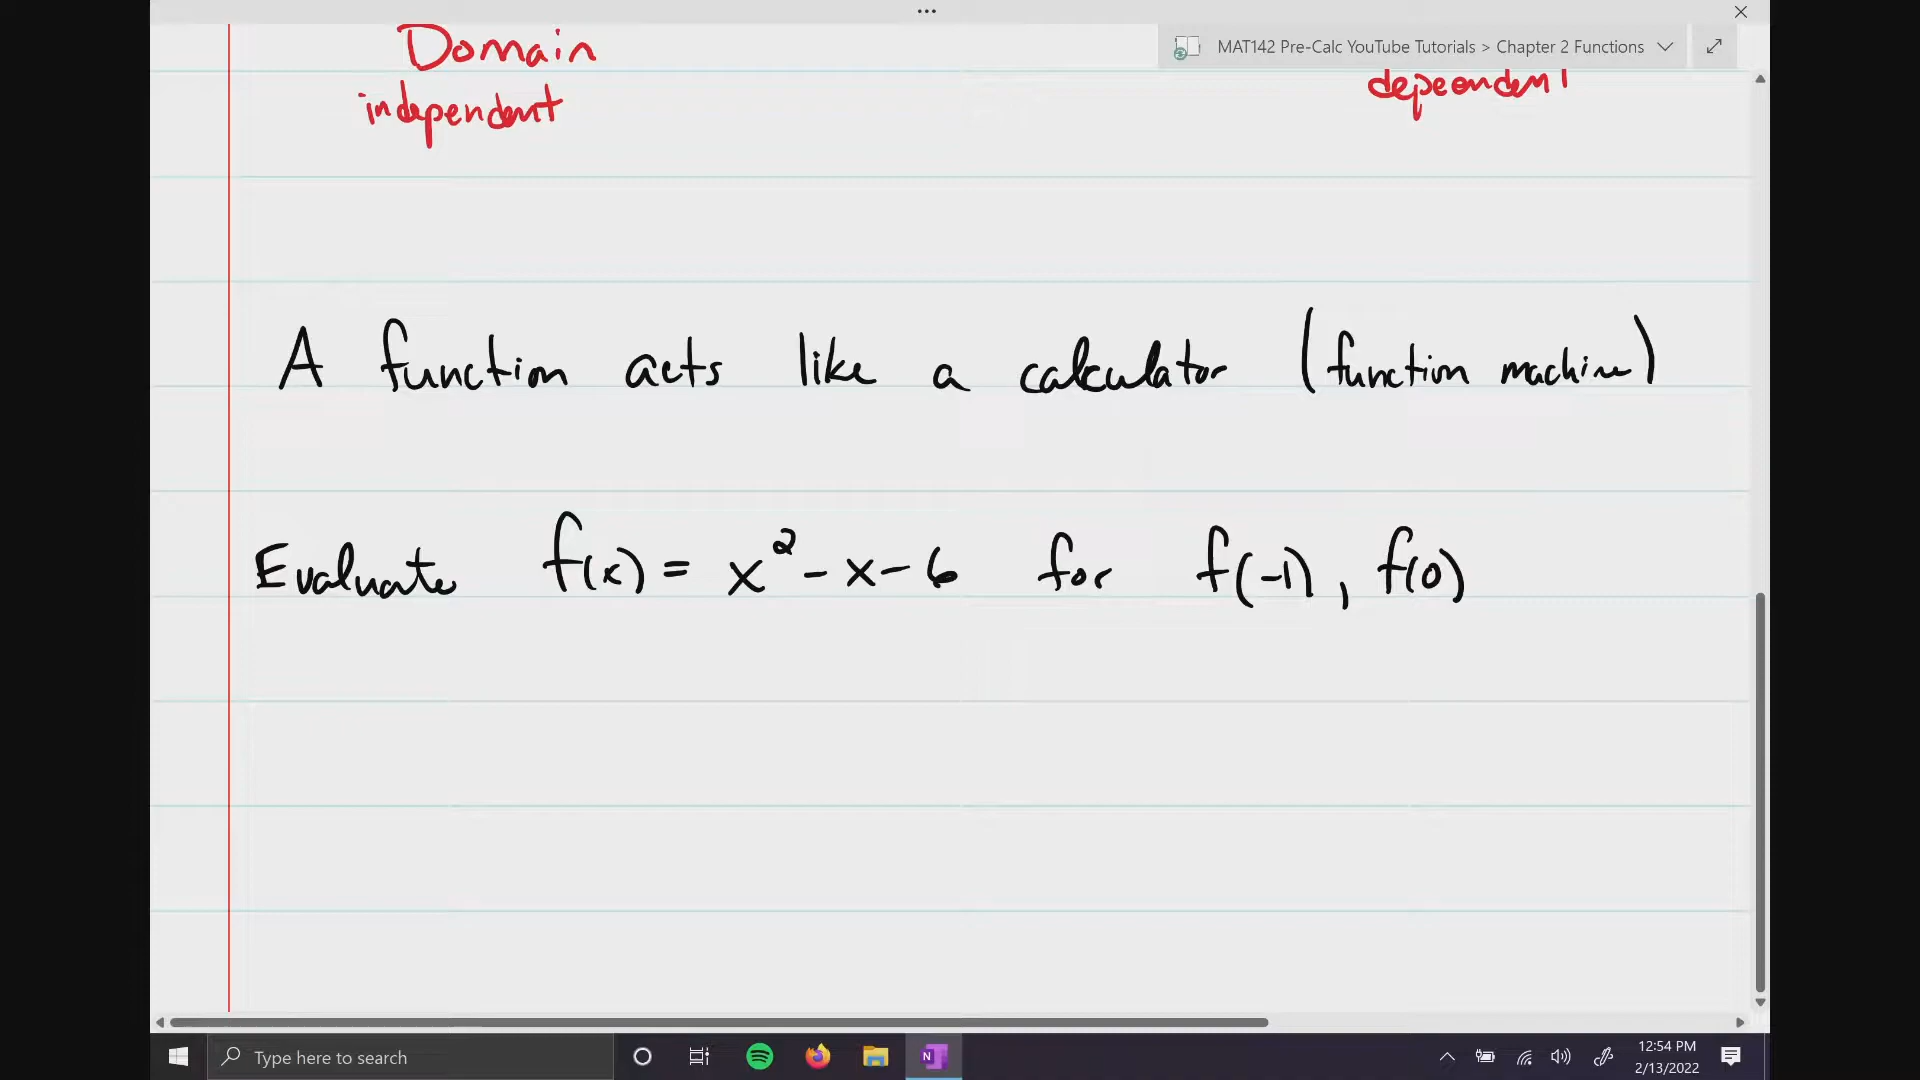 Domain
MAT142 Pre-Calc YouTube Tutorials > Chapter 2 Functions
independent
depeendent
A function acts like a calculator (function machine)
Evaluate f(x) = x² - x - 6 for f(-1), f(0)
Type here to search
12:54 PM
2/13/2022